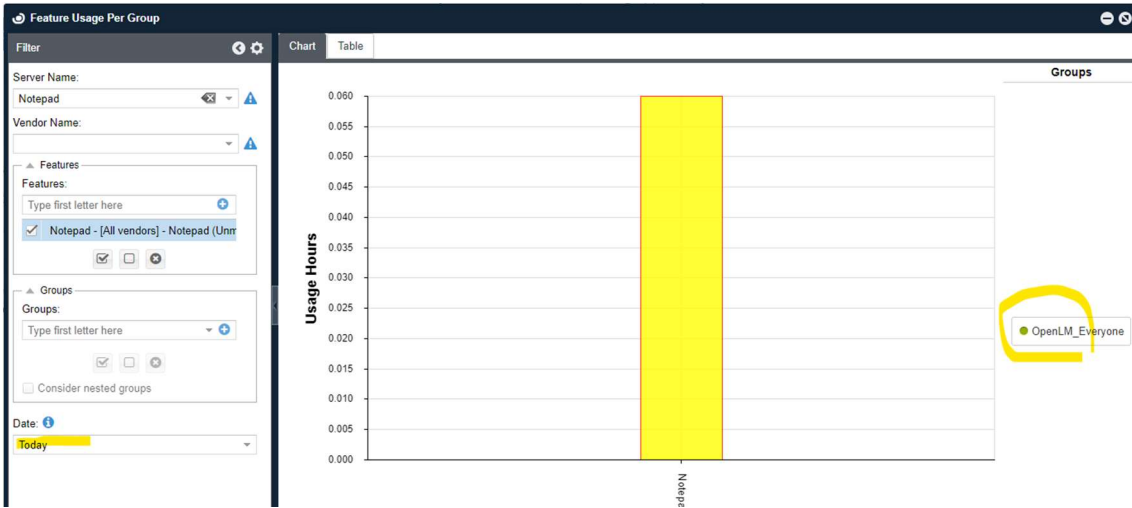 Feature Usage Per Group
Filter
Server Name:
Notepad
Vendor Name:
Features
Features:
Type first letter here
Notepad - [All vendors] - Notepad (Unm
Groups
Groups:
Type first letter here
Consider nested groups
Date:
Today
Chart
Table
Usage Hours
0.060
0.055
0.050
0.045
0.040
0.035
0.030
0.025
0.020
0.015
0.010
0.005
0.000
Notepa
Groups
OpenLM_Everyone